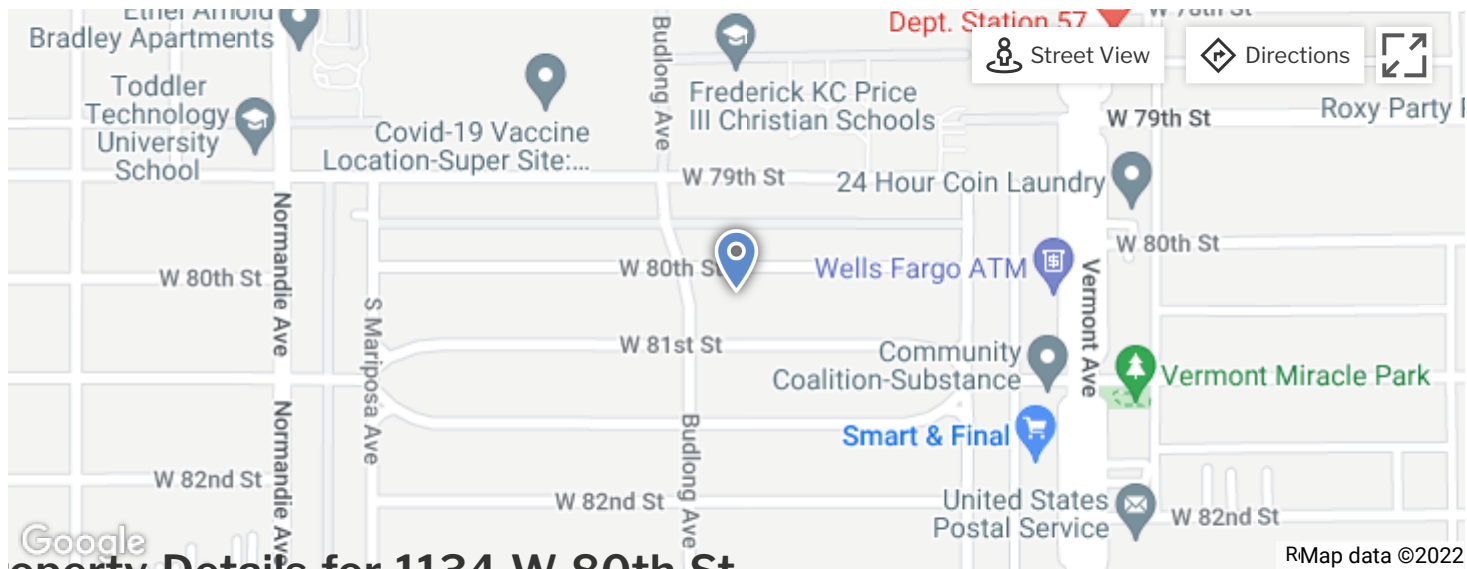 Ethel Arnold
Bradley Apartments
Dept. Station 57
W 78th St
Street View
Directions
Toddler
Technology
University
School
Covid-19 Vaccine
Location-Super Site:...
Budlong Ave
Frederick KC Price
III Christian Schools
W 79th St
Roxy Party
W 79th St
24 Hour Coin Laundry
Normandie Ave
W 80th St
W 80th St
W 80th St
Wells Fargo ATM
Vermont Ave
S Mariposa Ave
W 81st St
Community
Coalition-Substance
Vermont Miracle Park
Normandie Ave
Budlong Ave
Smart & Final
W 82nd St
W 82nd St
United States
Postal Service
W 82nd St
Google
Property Details for 1134 W 80th St
Map data ©2022